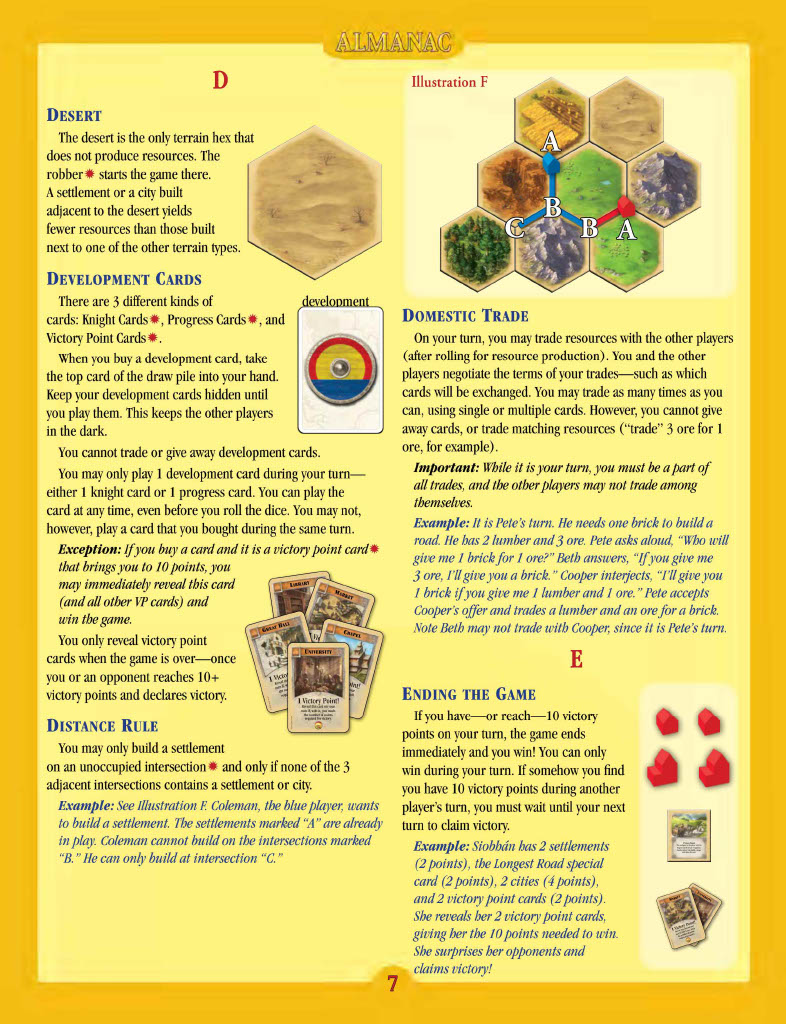 ALMANAC
D
DESERT
The desert is the only terrain hex that
does not produce resources. The
robber✹ starts the game there.
A settlement or a city built
adjacent to the desert yields
fewer resources than those built
next to one of the other terrain types.
DEVELOPMENT CARDS
There are 3 different kinds of development
cards: Knight Cards✹, Progress Cards✹, and
Victory Point Cards✹.
When you buy a development card, take
the top card of the draw pile into your hand.
Keep your development cards hidden until
you play them. This keeps the other players
in the dark.
You cannot trade or give away development cards.
You may only play 1 development card during your turn—
either 1 knight card or 1 progress card. You can play the
card at any time, even before you roll the dice. You may not,
however, play a card that you bought during the same turn.
Exception: If you buy a card and it is a victory point card✹
that brings you to 10 points, you
may immediately reveal this card
(and all other VP cards) and
win the game.
You only reveal victory point
cards when the game is over—once
you or an opponent reaches 10+
victory points and declares victory.
LIBRARY
MARKET
GREAT HALL
CHAPEL
UNIVERSITY
1 Victory Point!
DISTANCE RULE
You may only build a settlement
on an unoccupied intersection✹ and only if none of the 3
adjacent intersections contains a settlement or city.
Example: See Illustration F. Coleman, the blue player, wants
to build a settlement. The settlements marked “A” are already
in play. Coleman cannot build on the intersections marked
“B.” He can only build at intersection “C.”
Illustration F
A
B
C
B
A
DOMESTIC TRADE
On your turn, you may trade resources with the other players
(after rolling for resource production). You and the other
players negotiate the terms of your trades—such as which
cards will be exchanged. You may trade as many times as you
can, using single or multiple cards. However, you cannot give
away cards, or trade matching resources (“trade” 3 ore for 1
ore, for example).
Important: While it is your turn, you must be a part of
all trades, and the other players may not trade among
themselves.
Example: It is Pete’s turn. He needs one brick to build a
road. He has 2 lumber and 3 ore. Pete asks aloud, “Who will
give me 1 brick for 1 ore?” Beth answers, “If you give me
3 ore, I’ll give you a brick.” Cooper interjects, “I’ll give you
1 brick if you give me 1 lumber and 1 ore.” Pete accepts
Cooper’s offer and trades a lumber and an ore for a brick.
Note Beth may not trade with Cooper, since it is Pete’s turn.
E
ENDING THE GAME
If you have—or reach—10 victory
points on your turn, the game ends
immediately and you win! You can only
win during your turn. If somehow you find
you have 10 victory points during another
player’s turn, you must wait until your next
turn to claim victory.
Example: Siobhán has 2 settlements
(2 points), the Longest Road special
card (2 points), 2 cities (4 points),
and 2 victory point cards (2 points).
She reveals her 2 victory point cards,
giving her the 10 points needed to win.
She surprises her opponents and
claims victory!
7